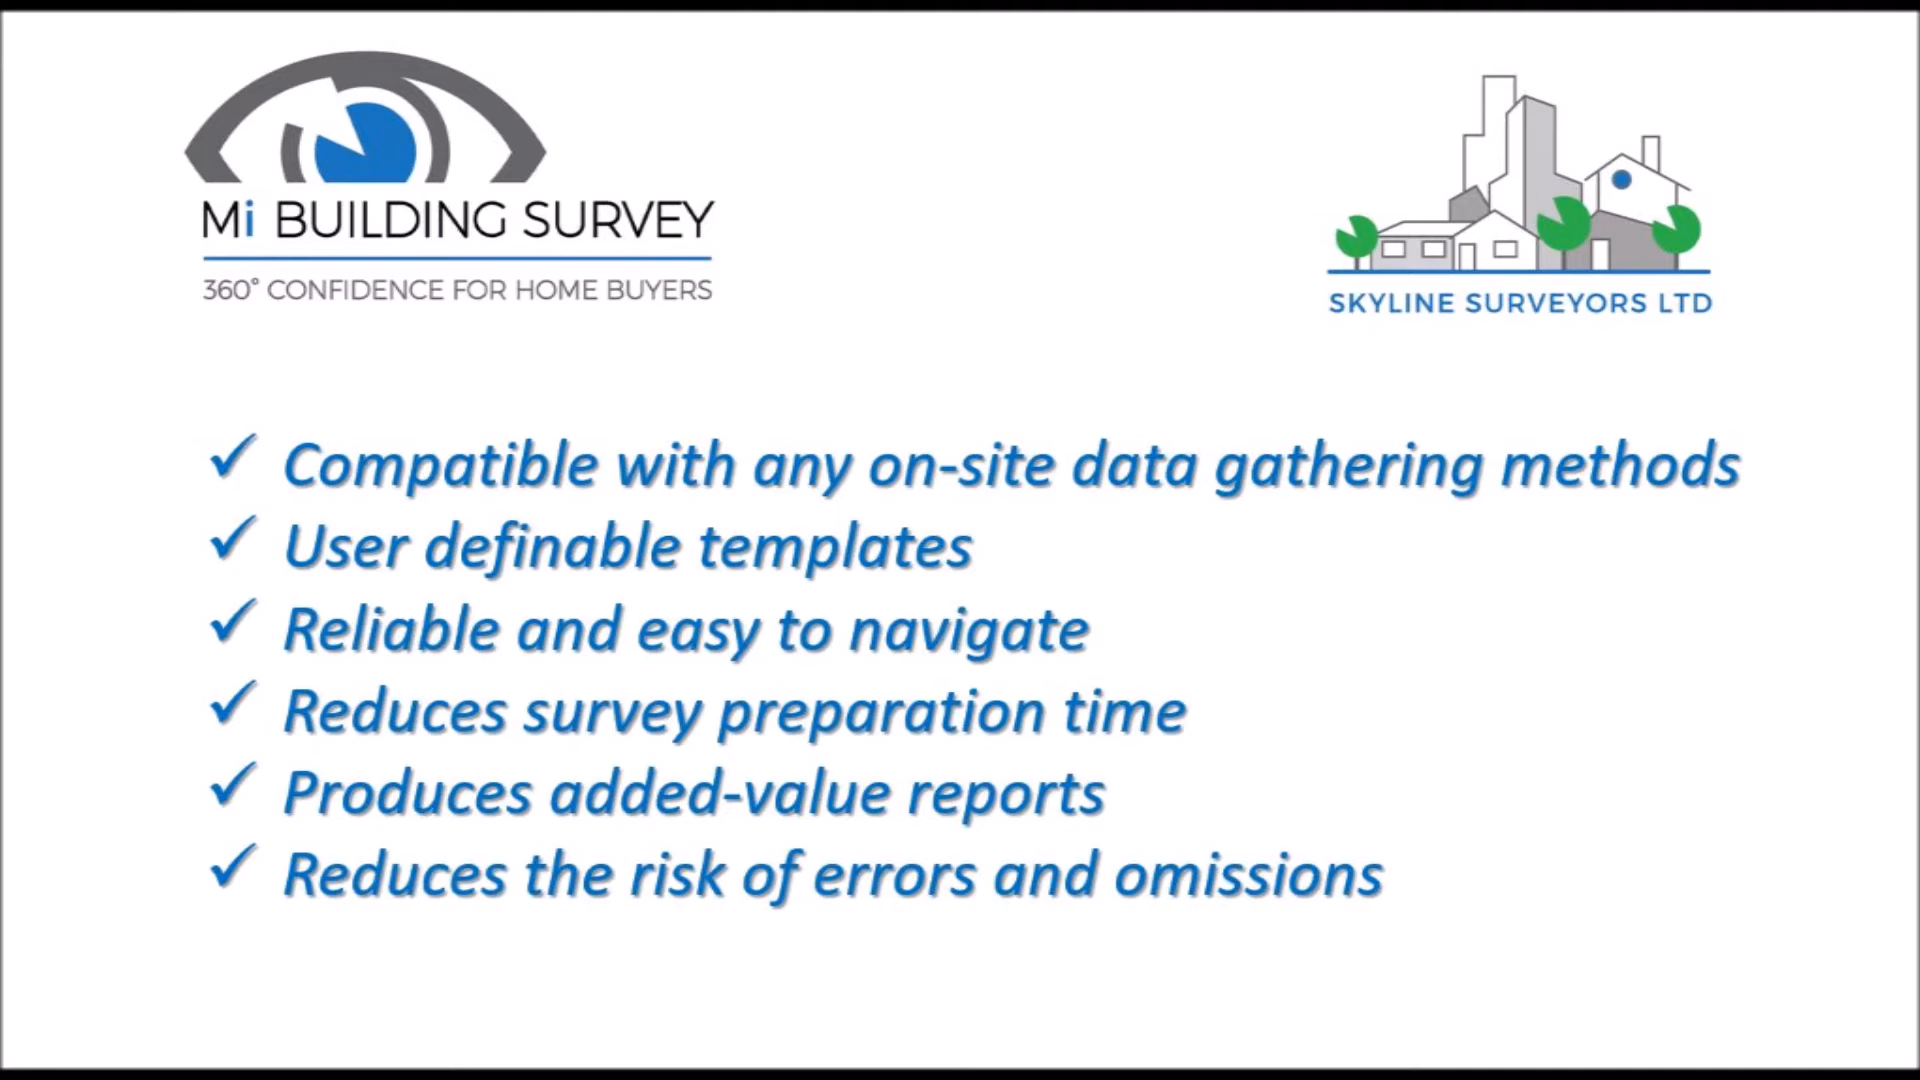 Mi BUILDING SURVEY
360° CONFIDENCE FOR HOME BUYERS
SKYLINE SURVEYORS LTD
✓ Compatible with any on-site data gathering methods
✓ User definable templates
✓ Reliable and easy to navigate
✓ Reduces survey preparation time
✓ Produces added-value reports
✓ Reduces the risk of errors and omissions